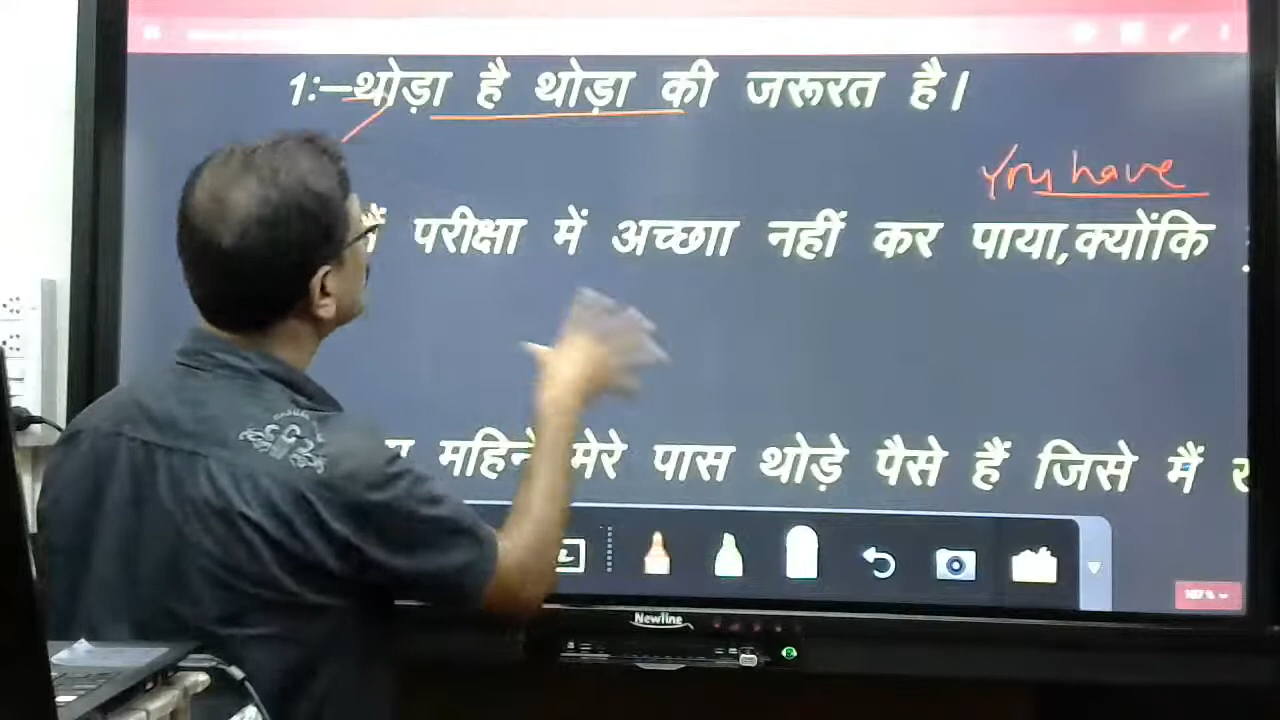 1:–थोड़ा है थोड़ा की जरूरत है।
You have
मैं परीक्षा में अच्छाा नहीं कर पाया,क्योंकि
महिने मेरे पास थोड़े पैसे हैं जिसे मैं
Newline